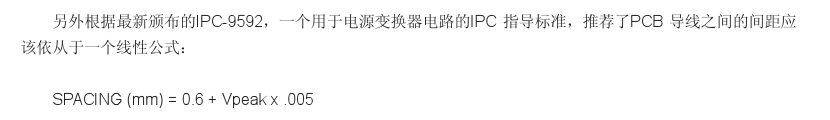 另外根据最新颁布的IPC-9592，一个用于电源变换器电路的IPC 指导标准，推荐了PCB 导线之间的间距应
该依从于一个线性公式：
SPACING (mm) = 0.6 + Vpeak x .005